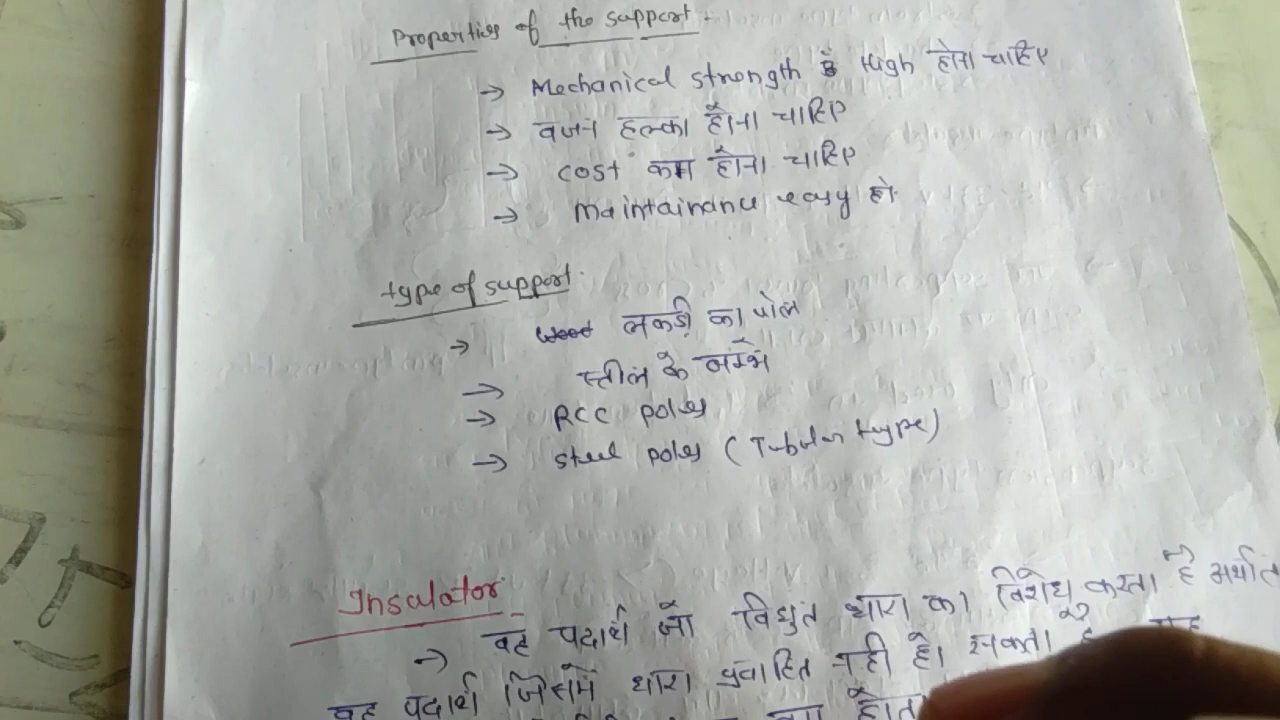 Properties of the support -
→ Mechanical strength High होना चाहिए
→ वजन हल्का होना चाहिए
→ cost कम होना चाहिए
→ maintainance easy हो
type of support
→ लकड़ी का पोल
→ स्तील के खम्भे
→ RCC poles
→ steel poles (Tubular type)
Insulator
→ वह पदार्थ जो विधुत धारा का विरोध करता है अर्थात
वह पदार्थ जिसमें धारा प्रवाहित नही हो सकता है
होता